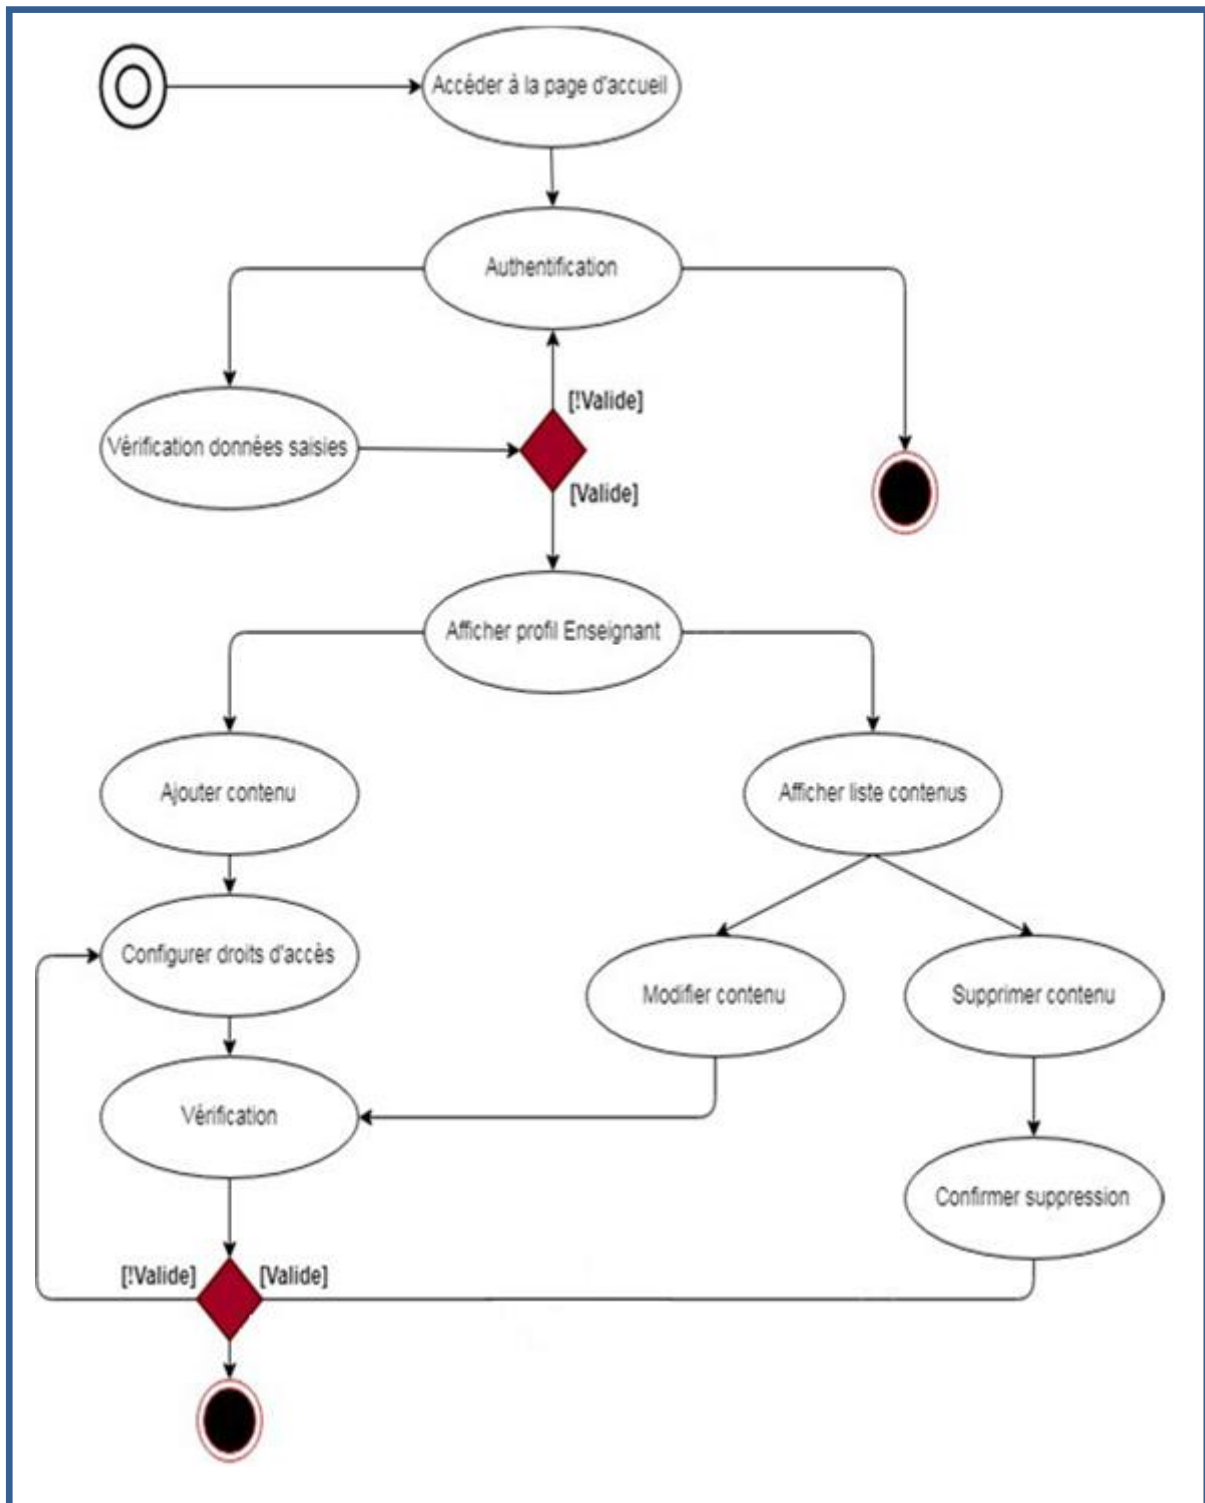 Accéder à la page d'accueil
Authentification
[!Valide]
Vérification données saisies
[Valide]
Afficher profil Enseignant
Ajouter contenu
Afficher liste contenus
Configurer droits d'accès
Modifier contenu
Supprimer contenu
Vérification
Confirmer suppression
[!Valide]
[Valide]